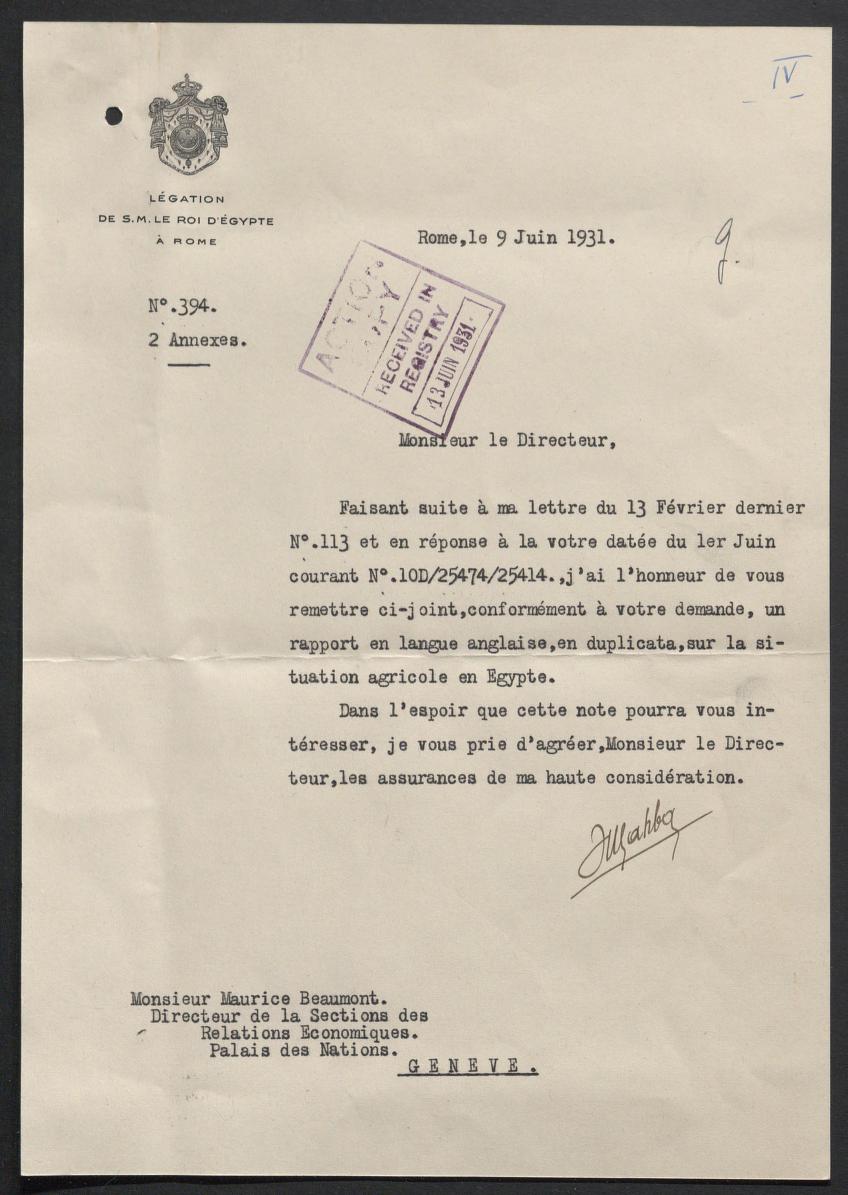 IV
LÉGATION
DE S.M. LE ROI D'ÉGYPTE
À ROME
Rome,le 9 Juin 1931.
g.
N°.394.
2 Annexes.
ACTION
COPY
RECEIVED IN
REGISTRY
13 JUIN 1931
Monsieur le Directeur,
Faisant suite à ma lettre du 13 Février dernier
N°.113 et en réponse à la votre datée du 1er Juin
courant N°.10D/25474/25414.,j'ai l'honneur de vous
remettre ci-joint,conformément à votre demande, un
rapport en langue anglaise,en duplicata,sur la si-
tuation agricole en Egypte.
Dans l'espoir que cette note pourra vous in-
téresser, je vous prie d'agréer,Monsieur le Direc-
teur,les assurances de ma haute considération.
Monsieur Maurice Beaumont.
Directeur de la Sections des
Relations Economiques.
Palais des Nations.
G E N E V E .